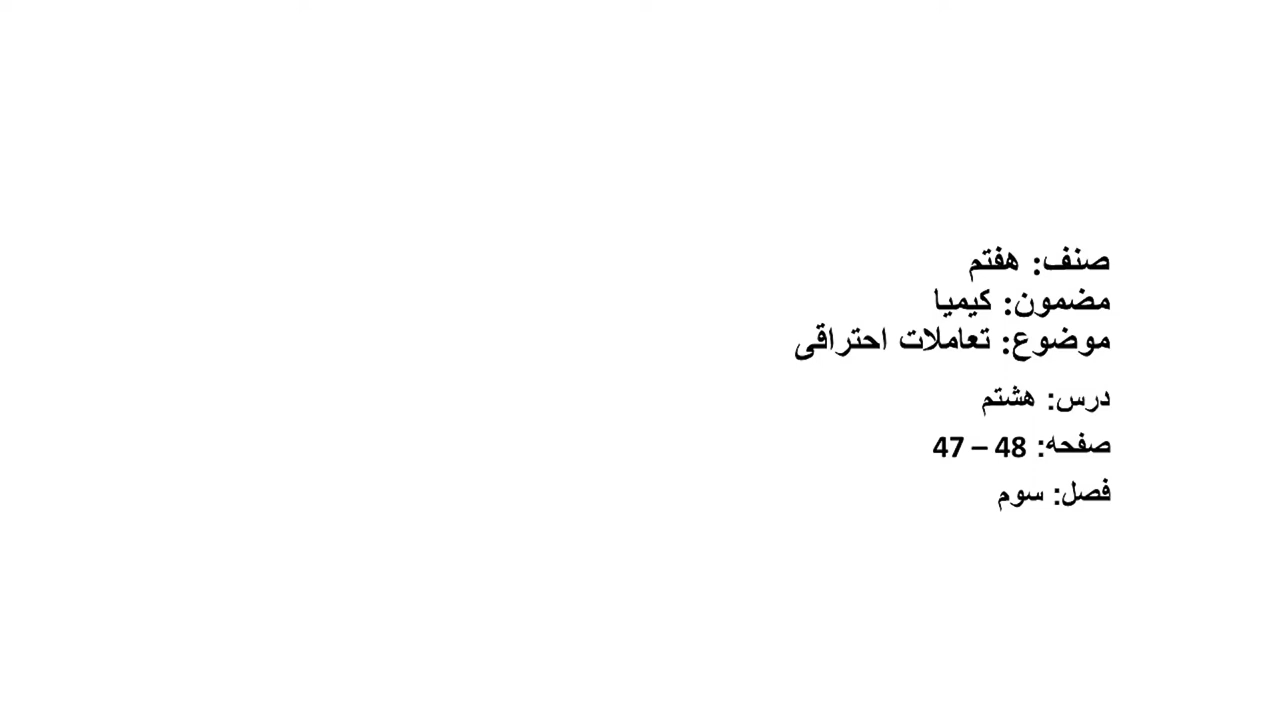 صنف: هفتم
مضمون: کیمیا
موضوع: تعاملات احتراقی
درس: هشتم
صفحه: 48 – 47
فصل: سوم